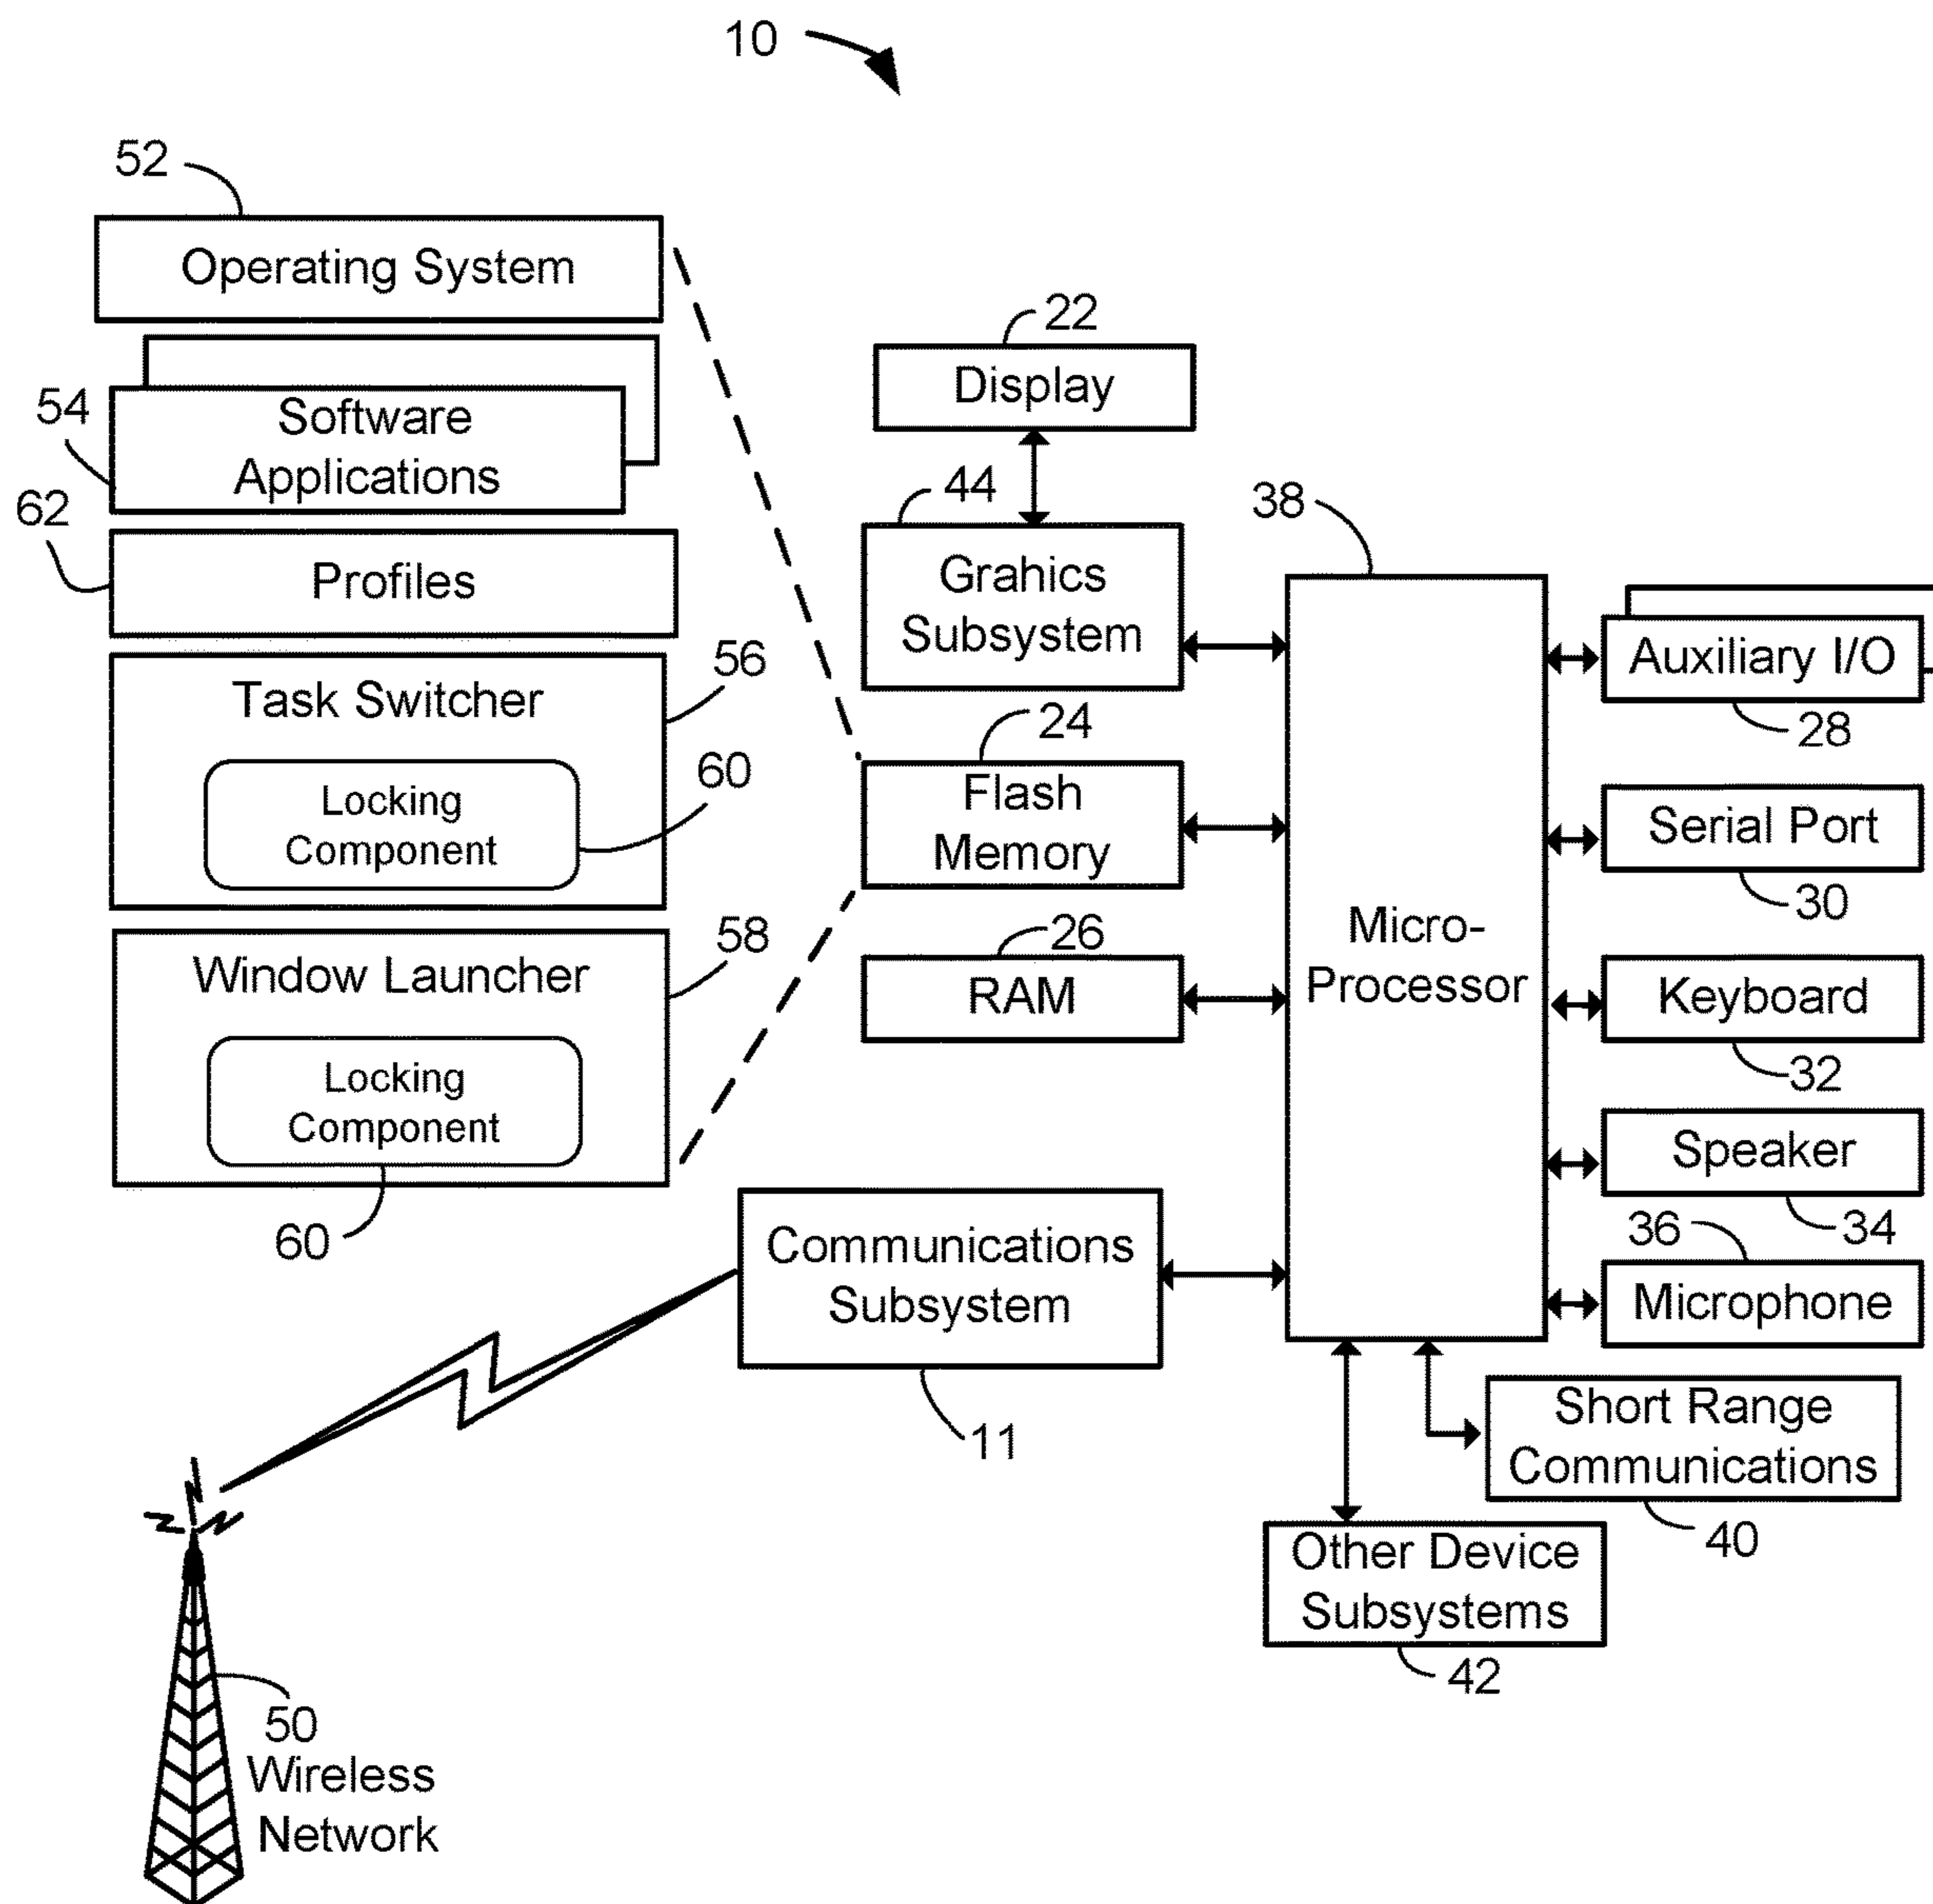 10
52
Operating System
54
Software
Applications
62
Profiles
56
Task Switcher
60
Locking
Component
58
Window Launcher
Locking
Component
60
22
Display
44
Grahics
Subsystem
24
Flash
Memory
26
RAM
Communications
Subsystem
11
38
Micro-
Processor
Auxiliary I/O
28
Serial Port
30
Keyboard
32
Speaker
34
36
Microphone
Short Range
Communications
40
Other Device
Subsystems
42
50
Wireless
Network